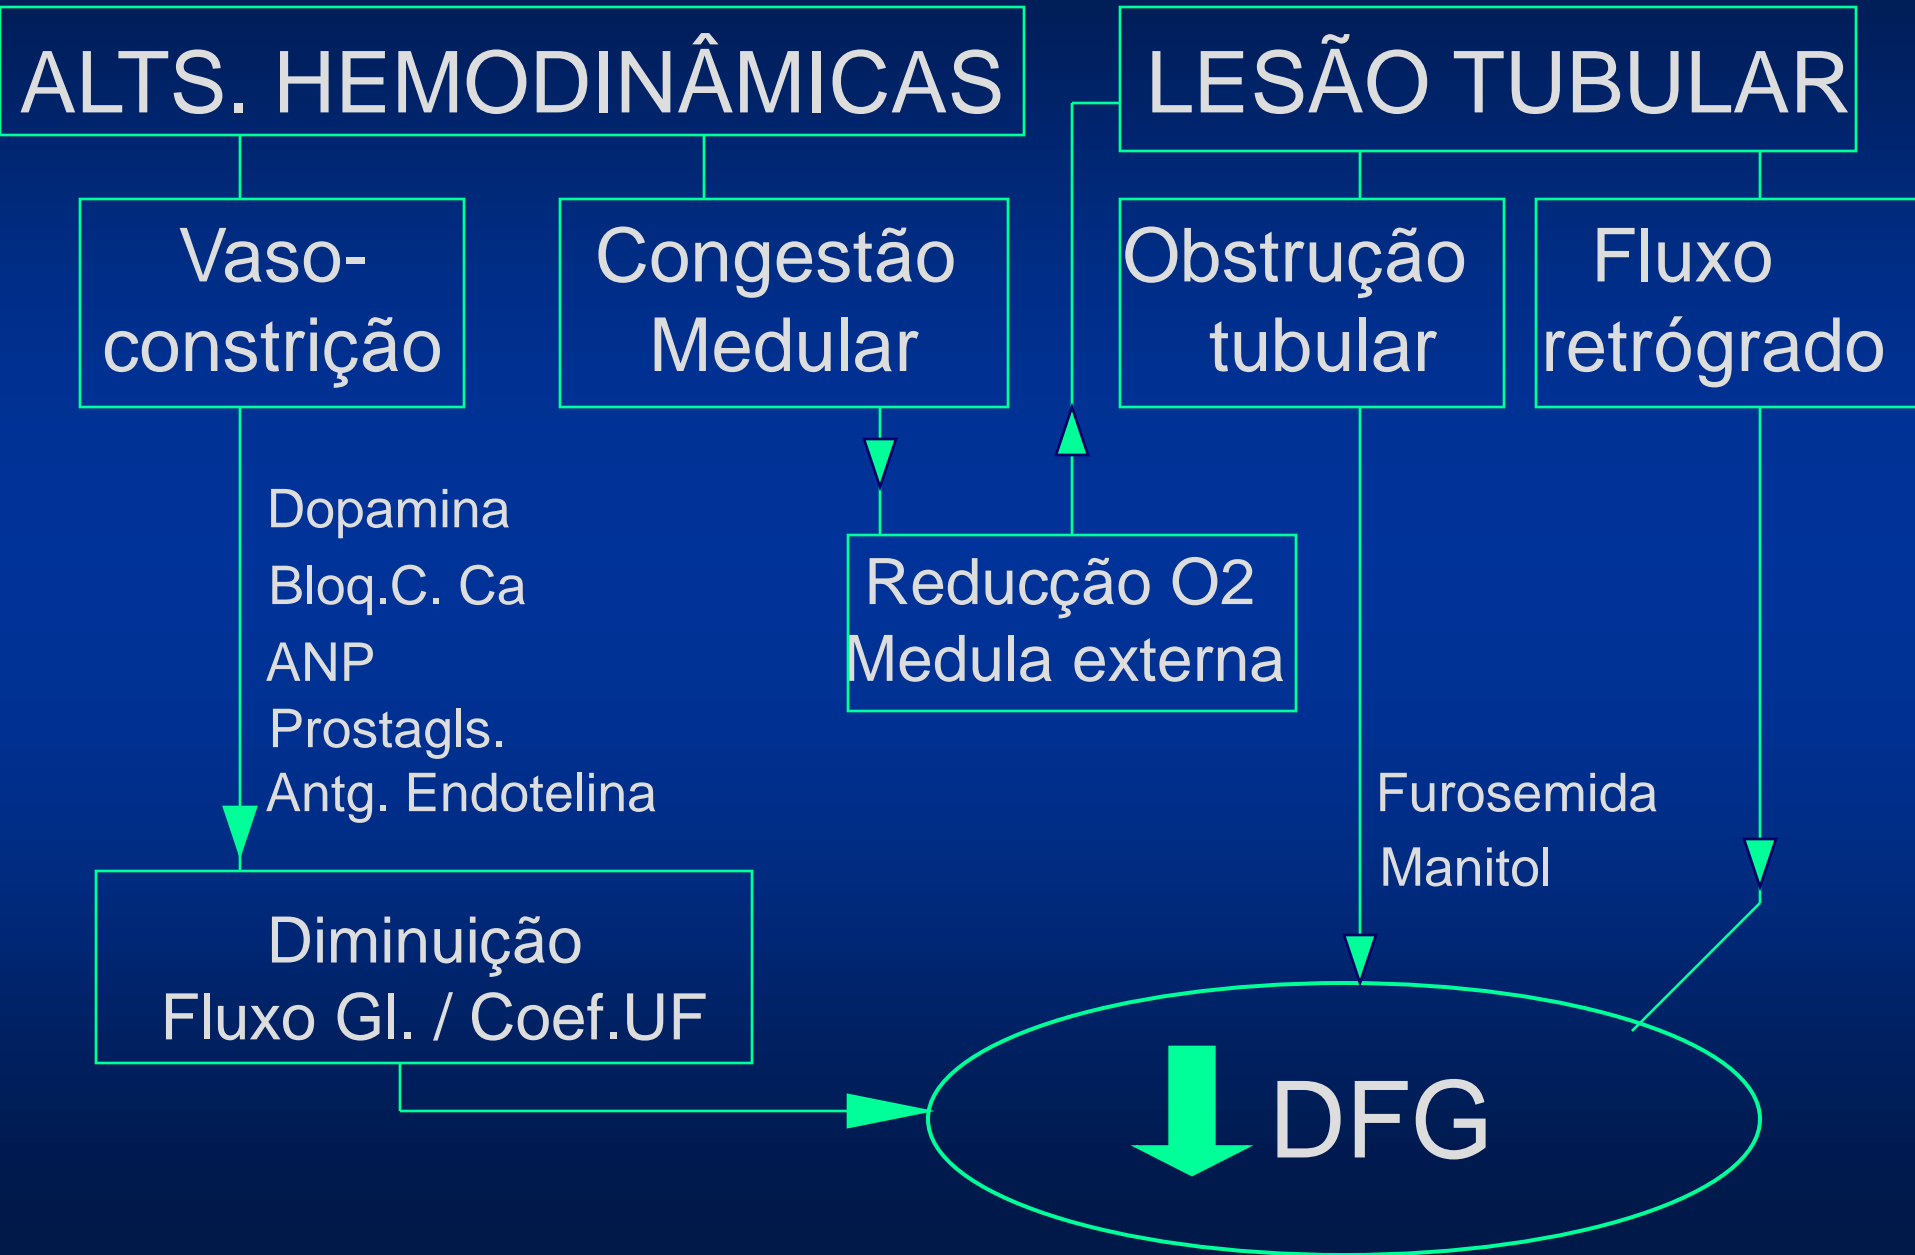 ALTS. HEMODINÂMICAS
LESÃO TUBULAR
Vaso-
constrição
Congestão
Medular
Obstrução
tubular
Fluxo
retrógrado
Dopamina
Bloq.C. Ca
ANP
Prostagls.
Antg. Endotelina
Reducção O2
Medula externa
Furosemida
Manitol
Diminuição
Fluxo Gl. / Coef.UF
DFG